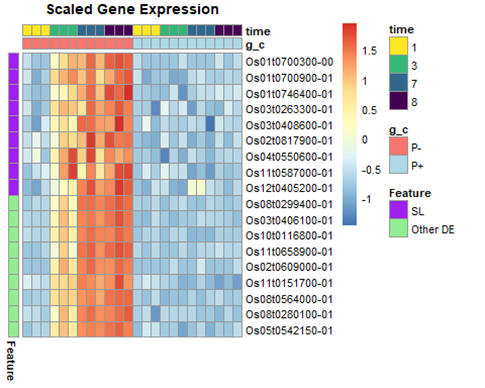 Scaled Gene Expression
time
g_c
Os01t0700300-00
Os01t0700900-01
Os01t0746400-01
Os03t0263300-01
Os03t0408600-01
Os02t0817900-01
Os04t0550600-01
Os11t0587000-01
Os12t0405200-01
Os08t0299400-01
Os03t0406100-01
Os10t0116800-01
Os11t0658900-01
Os02t0609000-01
Os11t0151700-01
Os08t0564000-01
Os08t0280100-01
Os05t0542150-01
Feature
1.5
1
0.5
0
-0.5
-1
time
1
3
7
8
g_c
P-
P+
Feature
SL
Other DE